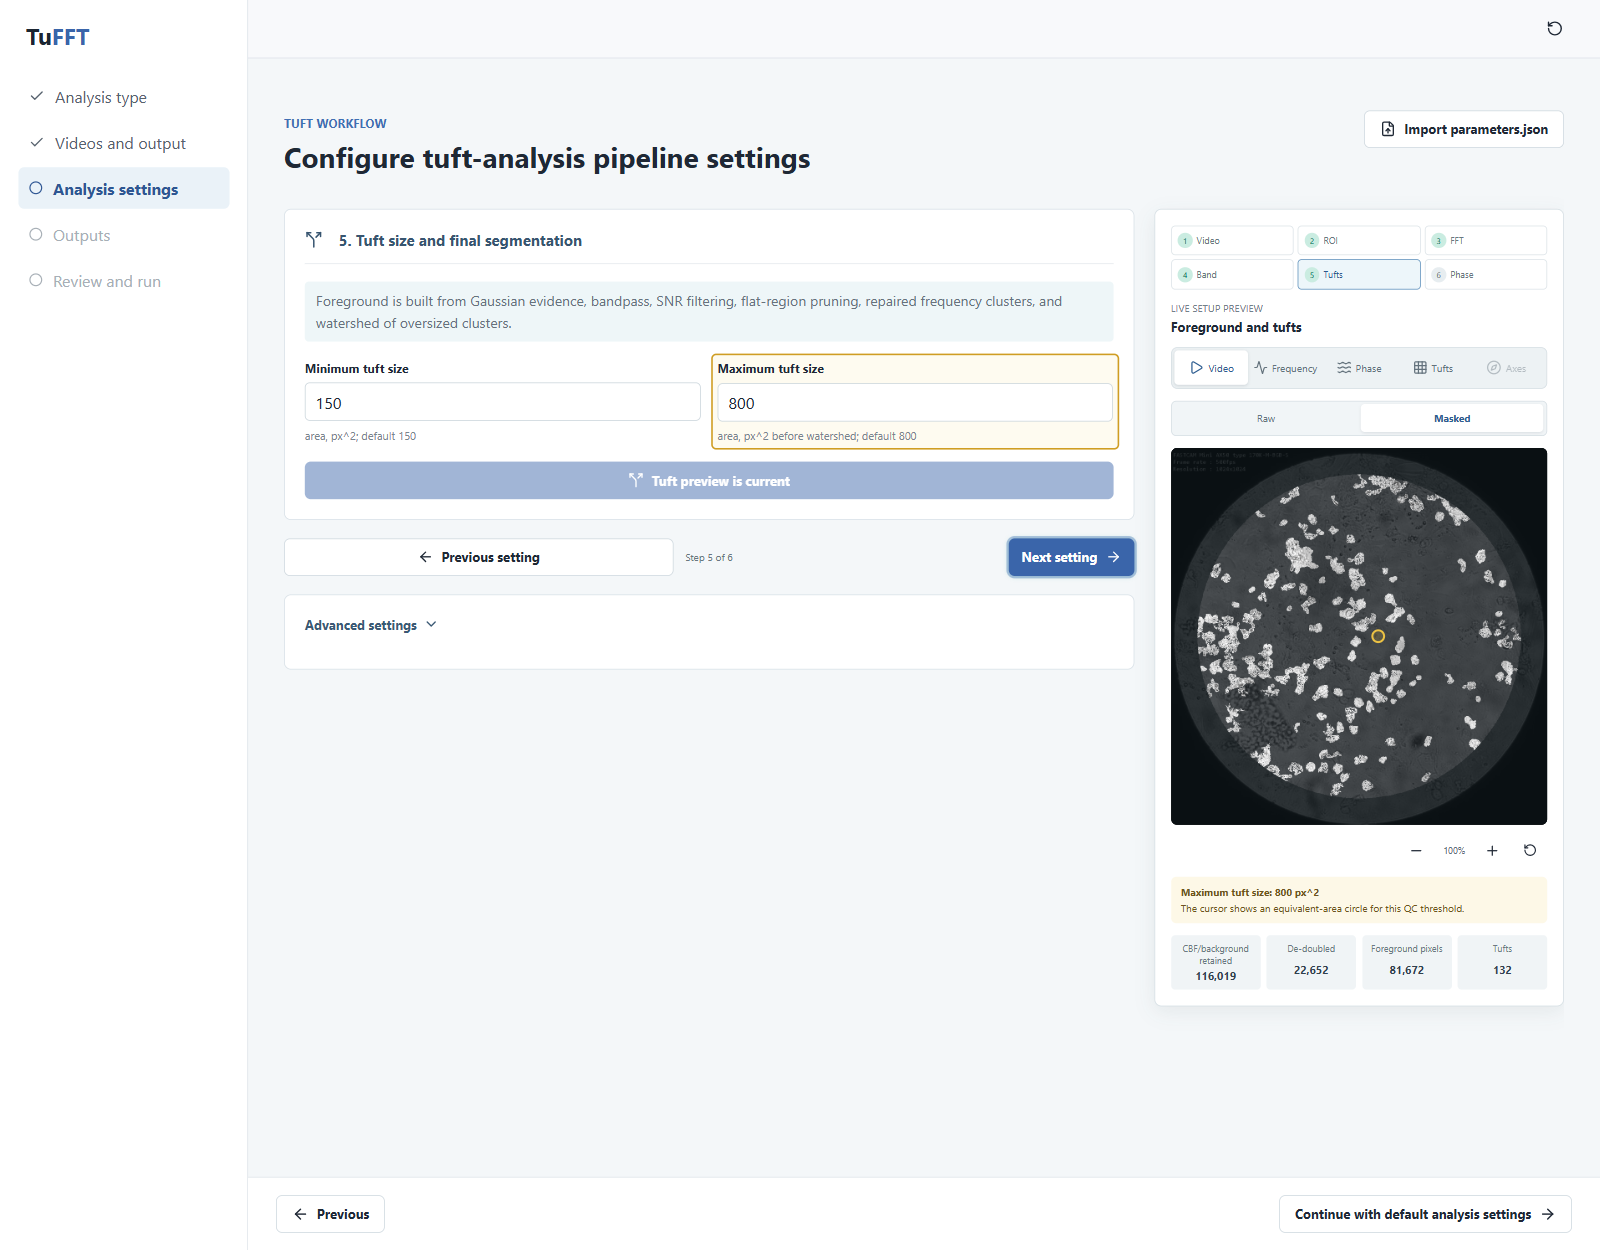 TuFFT
Analysis type
Videos and output
Analysis settings
Outputs
Review and run
TUFT WORKFLOW
Configure tuft-analysis pipeline settings
Import parameters.json
5. Tuft size and final segmentation
Foreground is built from Gaussian evidence, bandpass, SNR filtering, flat-region pruning, repaired frequency clusters, and
watershed of oversized clusters.
Minimum tuft size
150
area, px^2; default 150
Maximum tuft size
800
area, px^2 before watershed; default 800
Tuft preview is current
Previous setting
Step 5 of 6
Next setting
Advanced settings
1 Video
2 ROI
3 FFT
4 Band
5 Tufts
6 Phase
LIVE SETUP PREVIEW
Foreground and tufts
Video
Frequency
Phase
Tufts
Axes
Raw
Masked
100%
Maximum tuft size: 800 px^2
The cursor shows an equivalent-area circle for this QC threshold.
CBF/background
retained
116,019
De-doubled
22,652
Foreground pixels
81,672
Tufts
132
Previous
Continue with default analysis settings